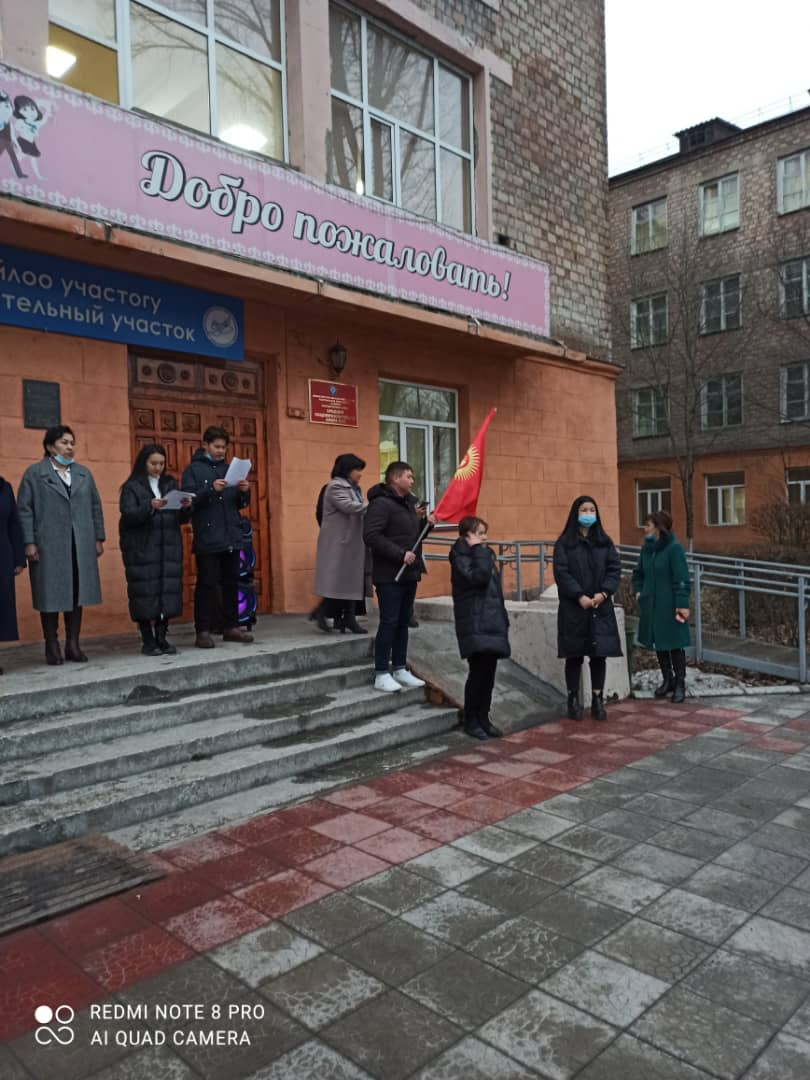 Добро пожаловать!
йлоо участогу
тельный участок
REDMI NOTE 8 PRO
AI QUAD CAMERA